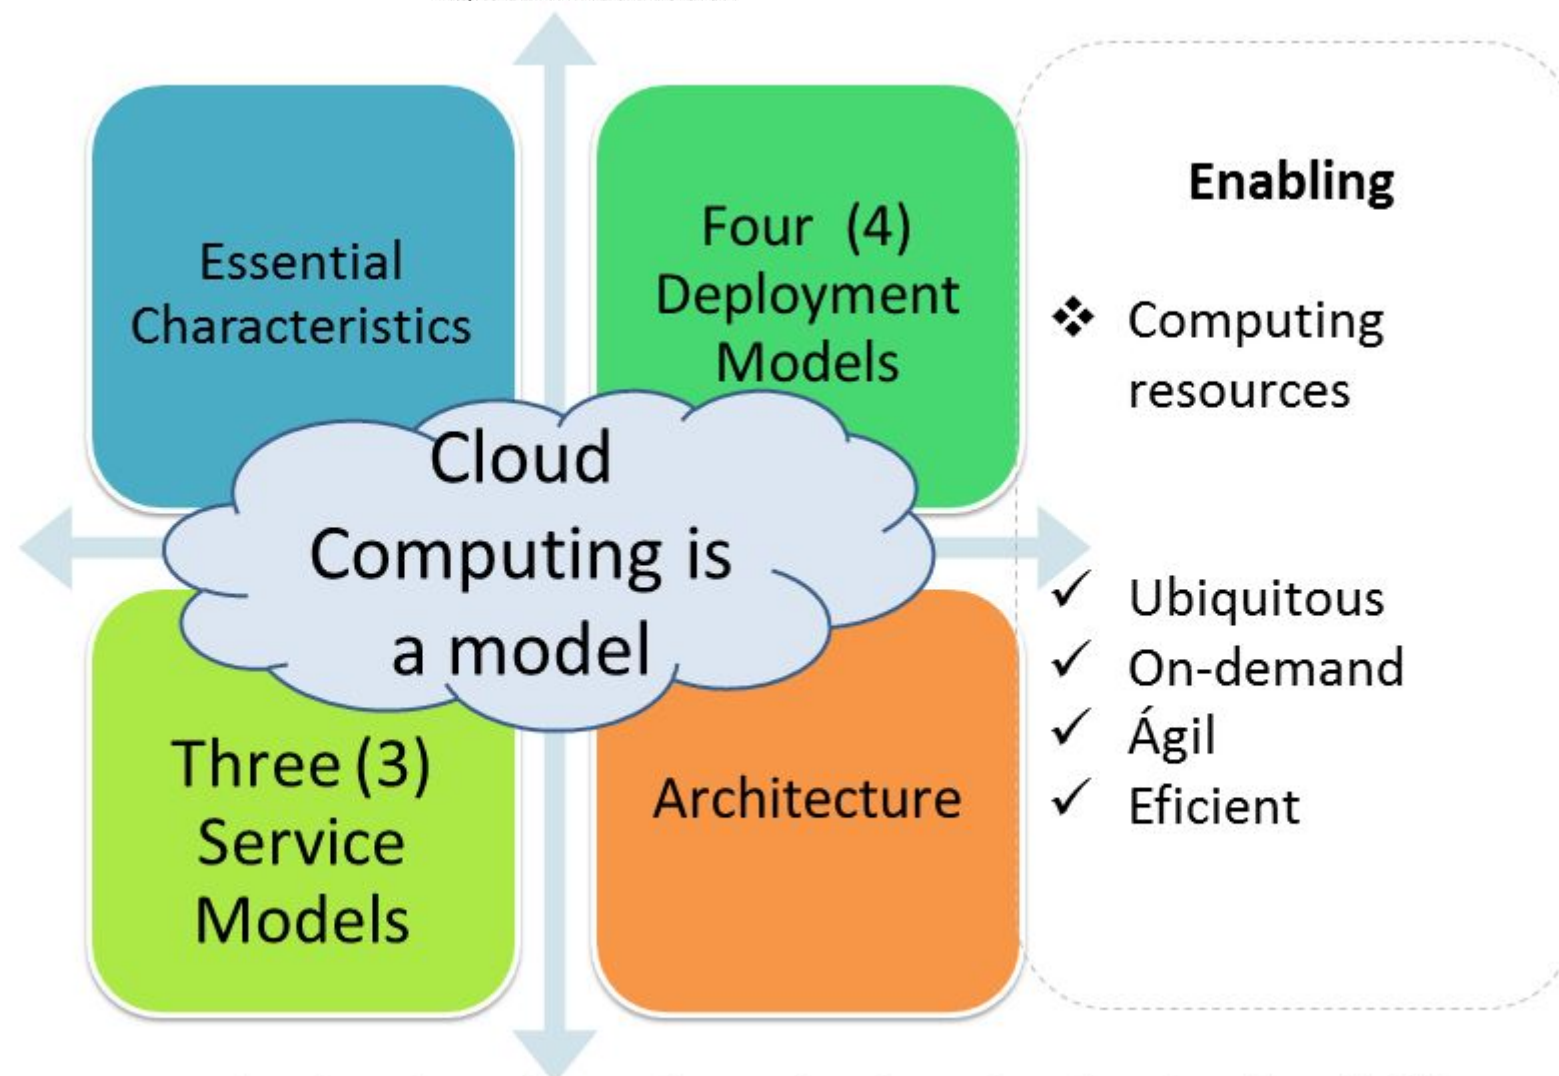 Essential
Characteristics
Four (4)
Deployment
Models
Cloud
Computing is
a model
Three (3)
Service
Models
Architecture
Enabling
❖ Computing
resources
✓ Ubiquitous
✓ On-demand
✓ Ágil
✓ Eficient